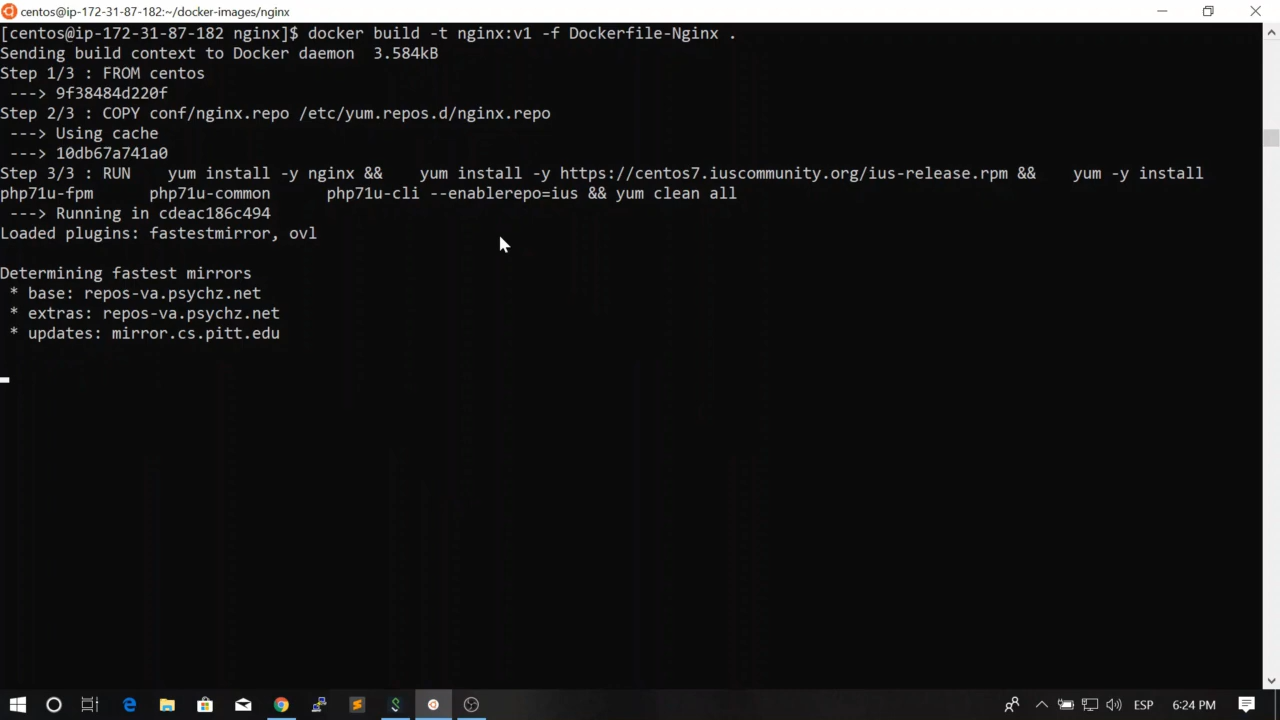 centos@ip-172-31-87-182:~/docker-images/nginx
[centos@ip-172-31-87-182 nginx]$ docker build -t nginx:v1 -f Dockerfile-Nginx .
Sending build context to Docker daemon  3.584kB
Step 1/3 : FROM centos
 ---> 9f38484d220f
Step 2/3 : COPY conf/nginx.repo /etc/yum.repos.d/nginx.repo
 ---> Using cache
 ---> 10db67a741a0
Step 3/3 : RUN    yum install -y nginx &&    yum install -y https://centos7.iuscommunity.org/ius-release.rpm &&    yum -y install
php71u-fpm      php71u-common      php71u-cli --enablerepo=ius && yum clean all
 ---> Running in cdeac186c494
Loaded plugins: fastestmirror, ovl
Determining fastest mirrors
 * base: repos-va.psychz.net
 * extras: repos-va.psychz.net
 * updates: mirror.cs.pitt.edu
ESP
6:24 PM